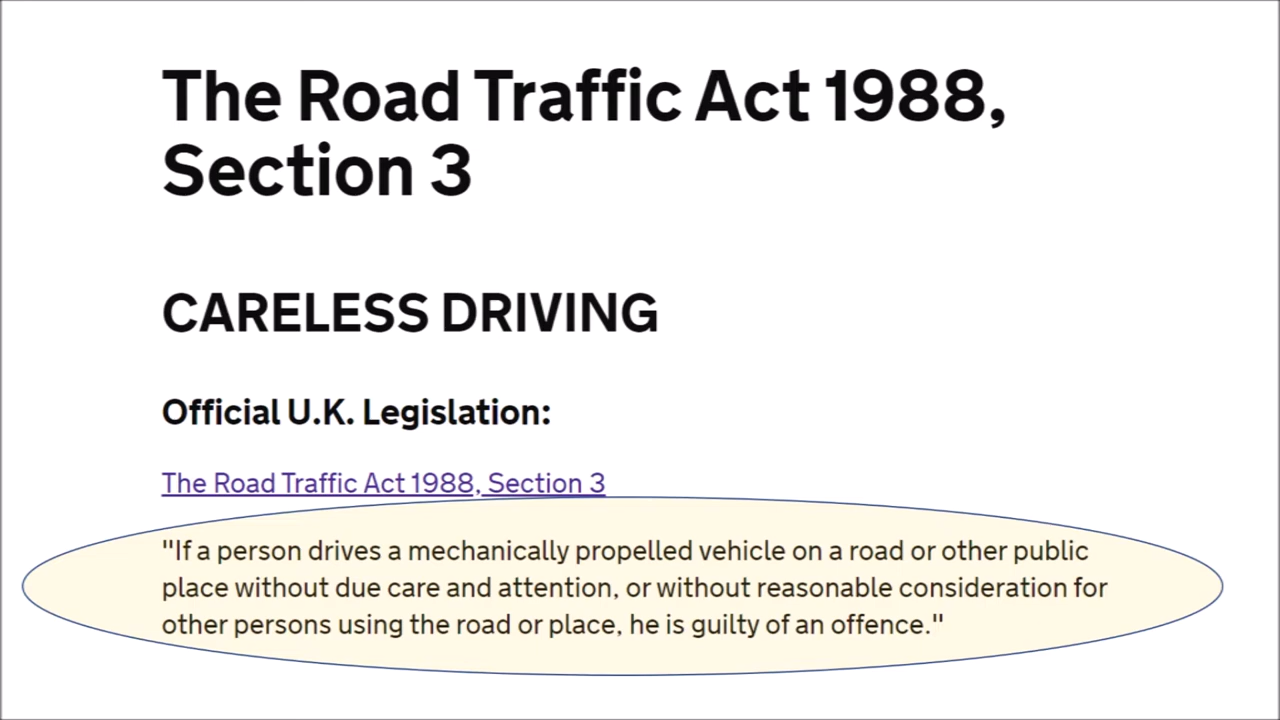 The Road Traffic Act 1988,
Section 3
CARELESS DRIVING
Official U.K. Legislation:
The Road Traffic Act 1988, Section 3
"If a person drives a mechanically propelled vehicle on a road or other public
place without due care and attention, or without reasonable consideration for
other persons using the road or place, he is guilty of an offence."